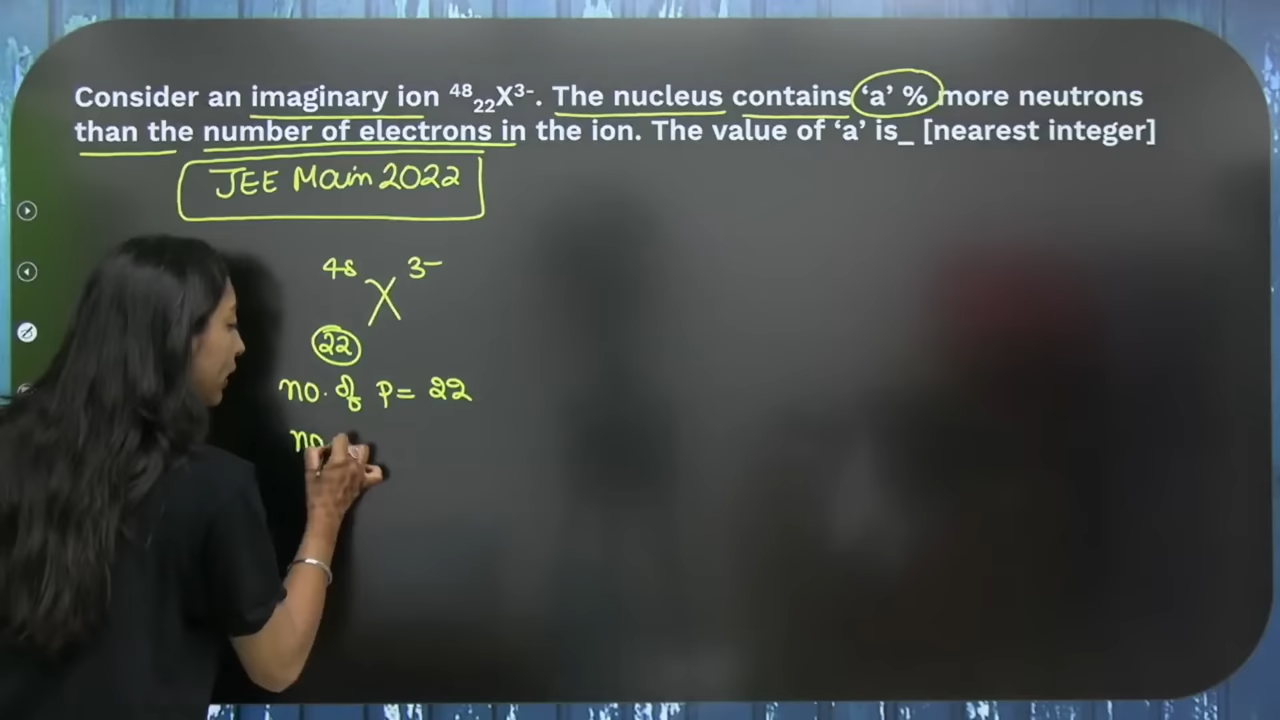 Consider an imaginary ion ⁴⁸₂₂X³⁻. The nucleus contains ‘a’ % more neutrons
than the number of electrons in the ion. The value of ‘a’ is_ [nearest integer]
JEE Main 2022
48 X 3-
22
no. of p = 22
no